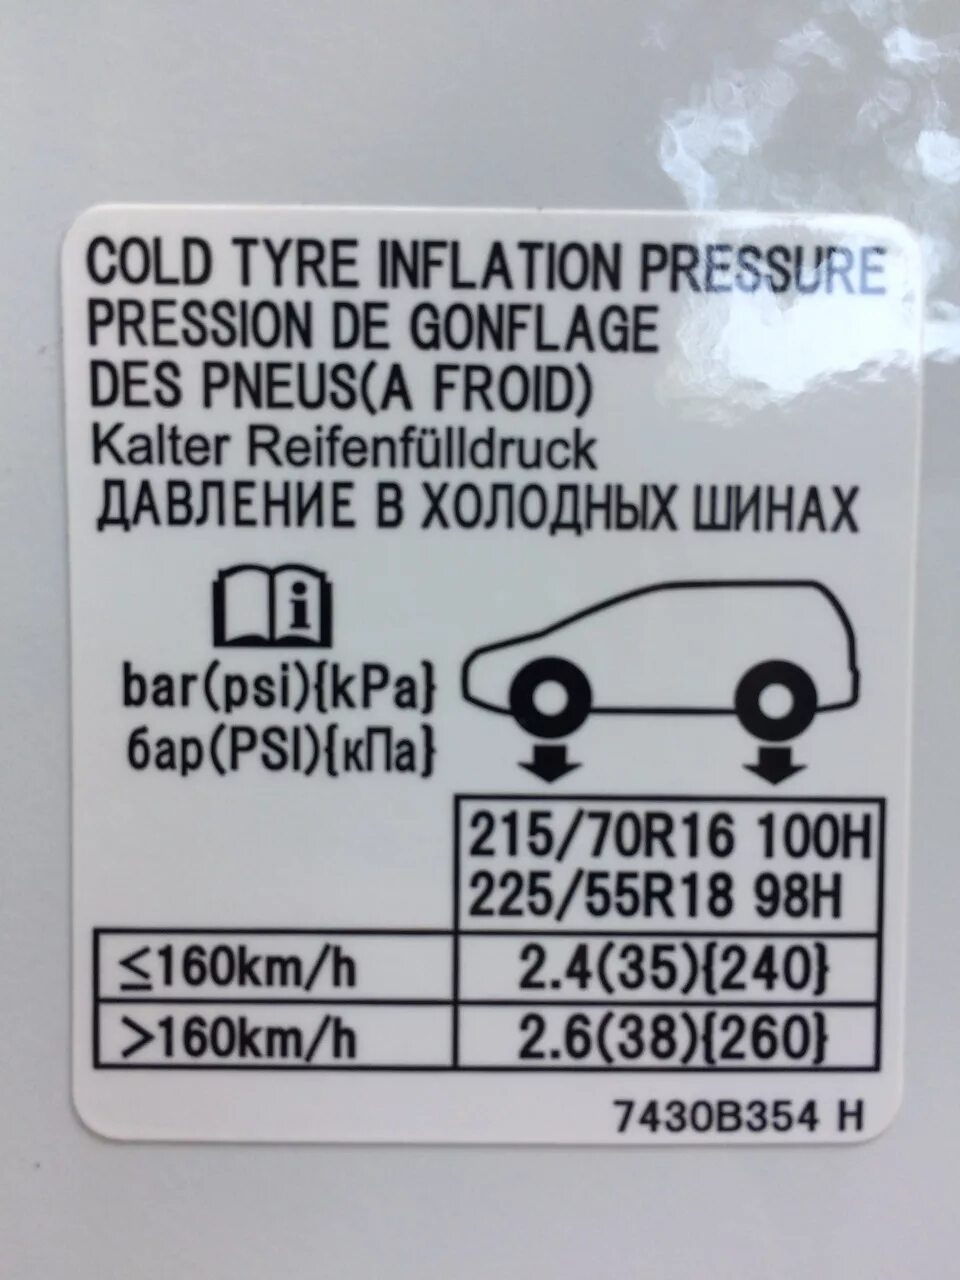 COLD TYRE INFLATION PRESSURE
PRESSION DE GONFLAGE
DES PNEUS(A FROID)
Kalter Reifenfülldruck
ДАВЛЕНИЕ В ХОЛОДНЫХ ШИНАХ
i
bar(psi){kPa}
бар(PSI){кПа}
215/70R16 100H
225/55R18 98H
≤160km/h 2.4(35){240}
>160km/h 2.6(38){260}
7430B354 H